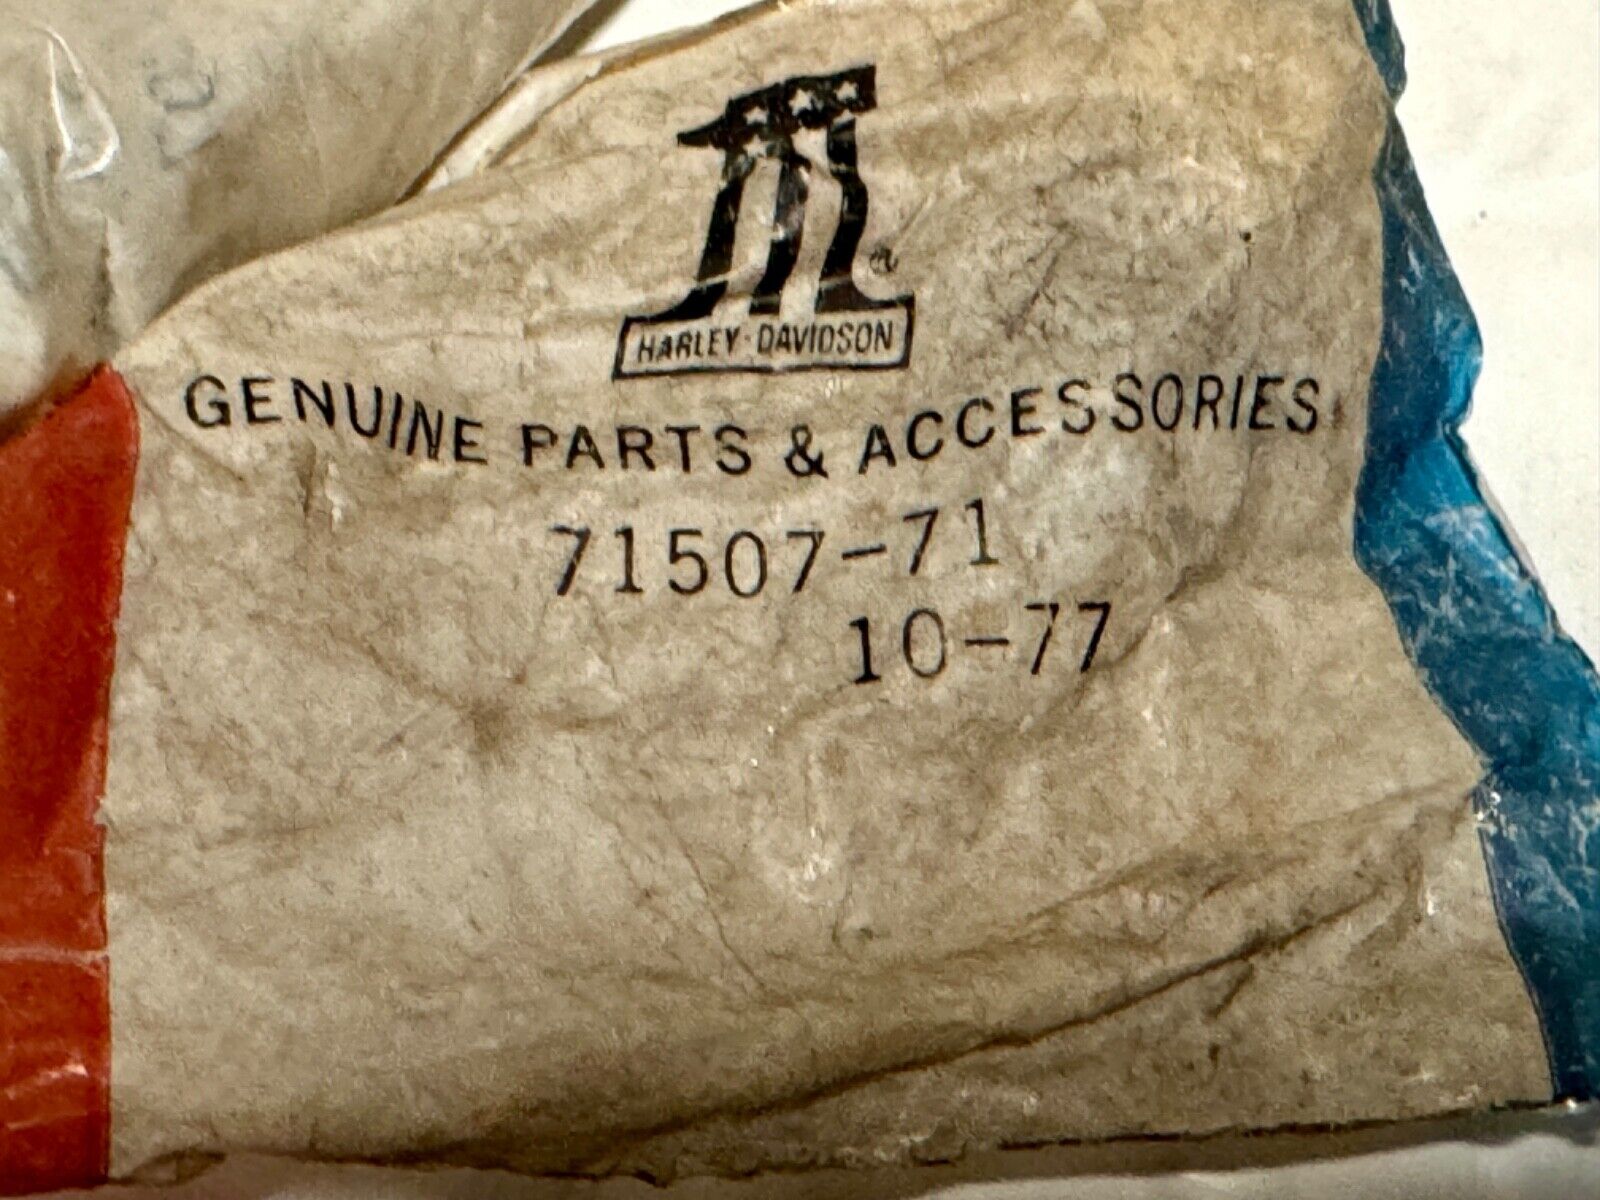 HARLEY-DAVIDSON
®
GENUINE PARTS & ACCESSORIES
71507-71
10-77